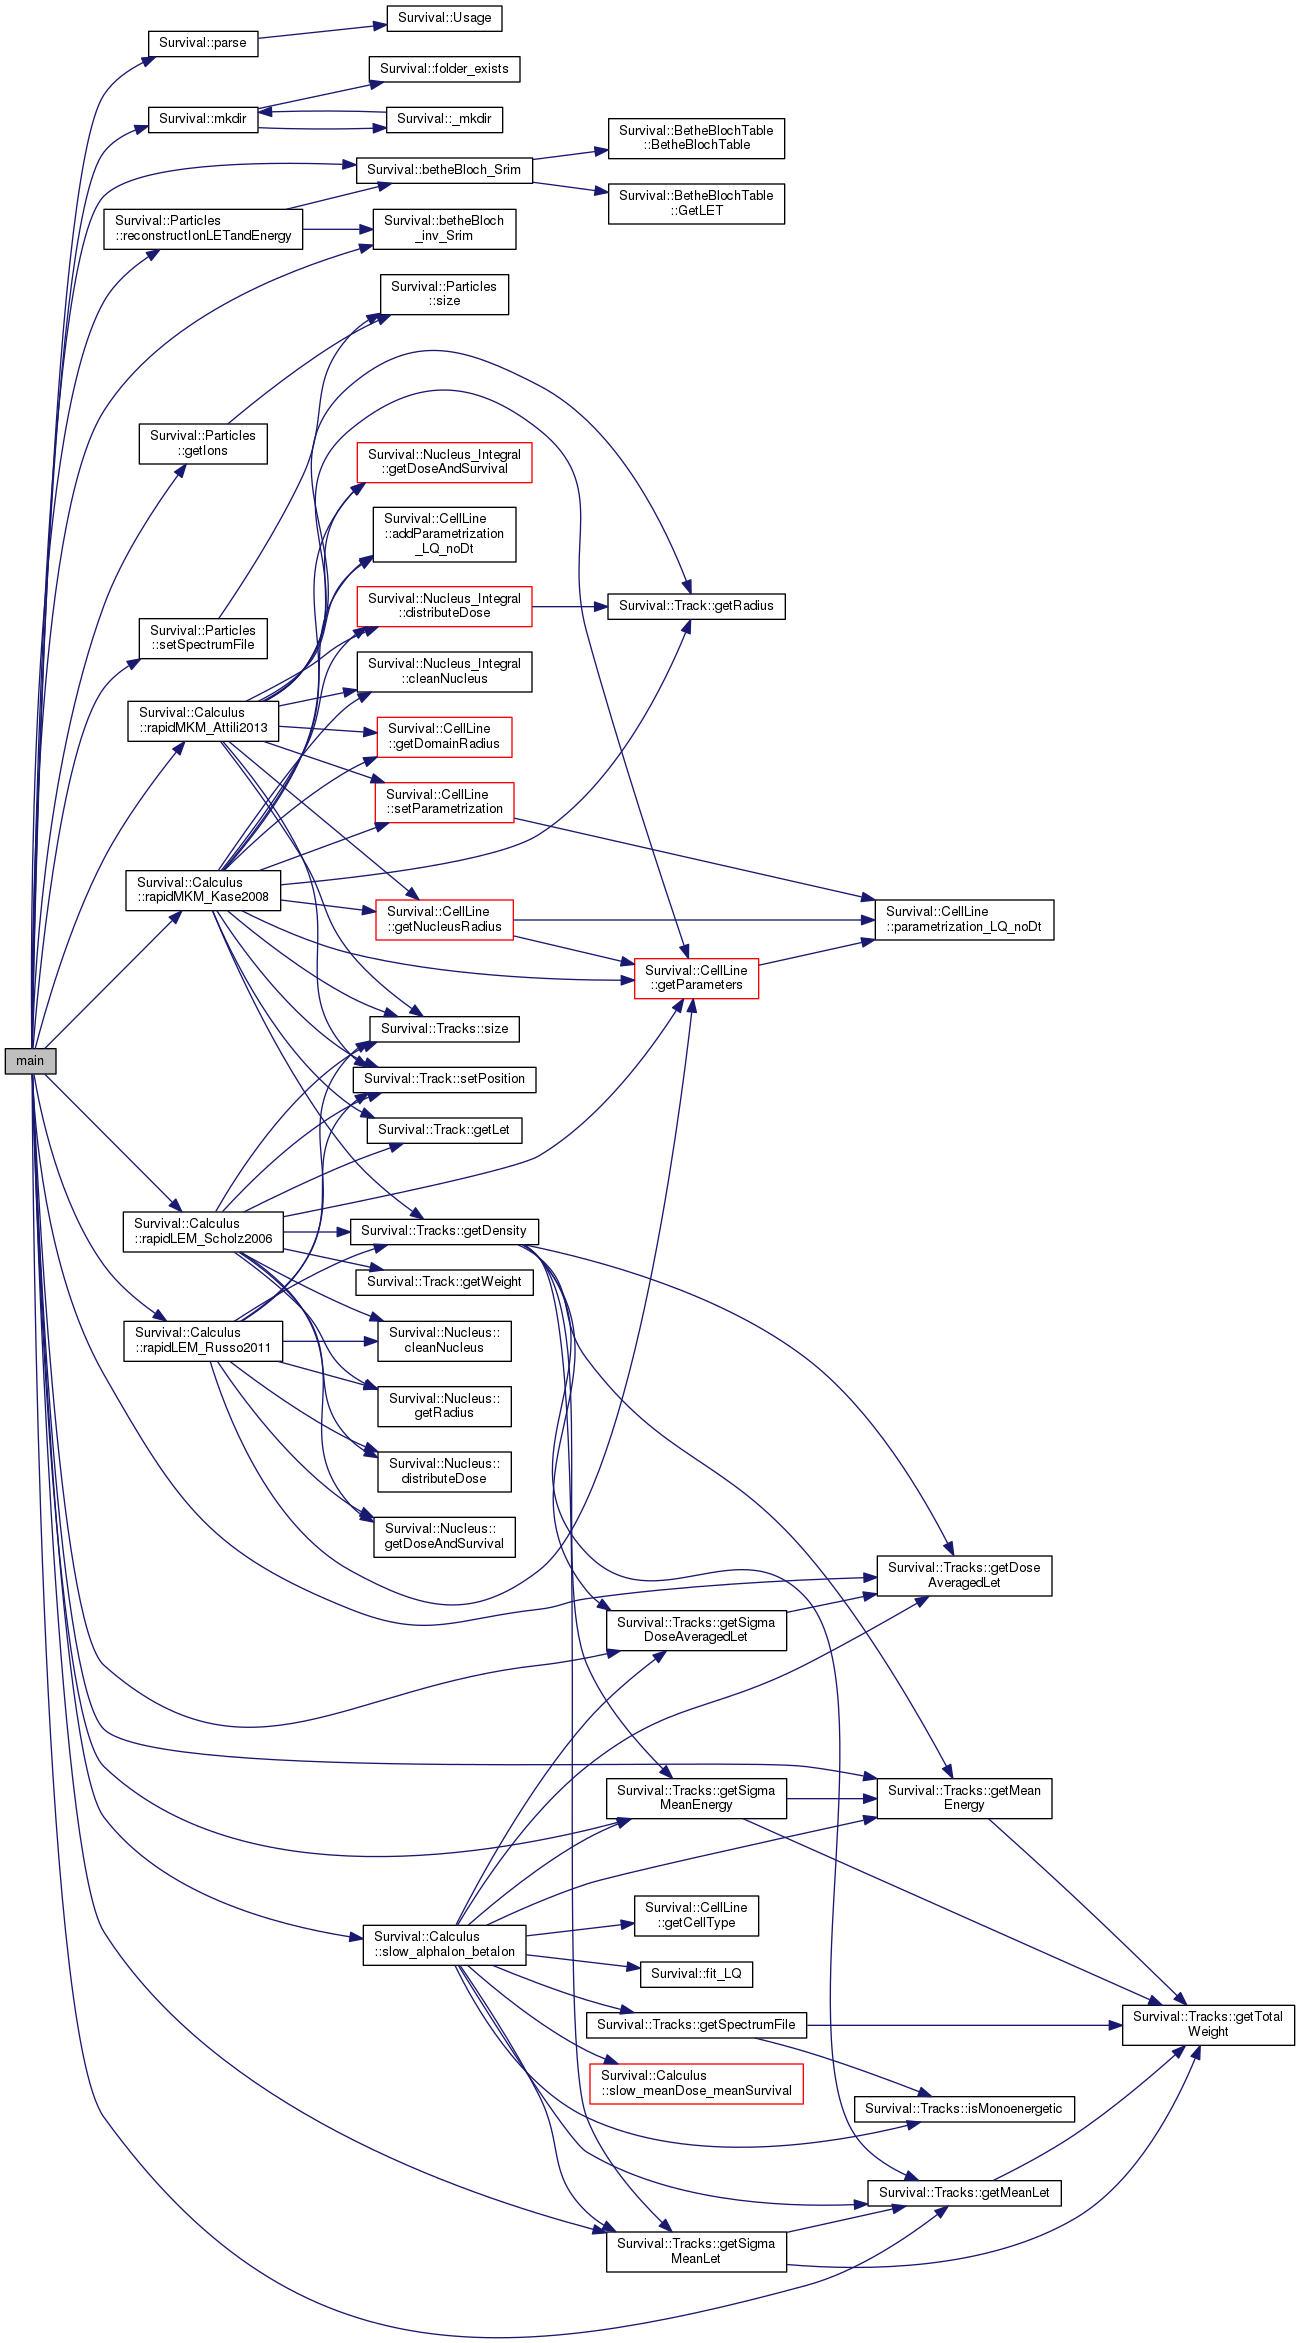 Survival::Usage
Survival::parse
Survival::folder_exists
Survival::mkdir
Survival::_mkdir
Survival::BetheBlochTable
::BetheBlochTable
Survival::betheBloch_Srim
Survival::BetheBlochTable
::GetLET
Survival::Particles
::reconstructIonLETandEnergy
Survival::betheBloch
_inv_Srim
Survival::Particles
::size
Survival::Particles
::getIons
Survival::Nucleus_Integral
::getDoseAndSurvival
Survival::CellLine
::addParametrization
_LQ_noDt
Survival::Nucleus_Integral
::distributeDose
Survival::Track::getRadius
Survival::Particles
::setSpectrumFile
Survival::Nucleus_Integral
::cleanNucleus
Survival::Calculus
::rapidMKM_Attili2013
Survival::CellLine
::getDomainRadius
Survival::CellLine
::setParametrization
Survival::Calculus
::rapidMKM_Kase2008
Survival::CellLine
::getNucleusRadius
Survival::CellLine
::parametrization_LQ_noDt
Survival::CellLine
::getParameters
Survival::Tracks::size
main
Survival::Track::setPosition
Survival::Track::getLet
Survival::Calculus
::rapidLEM_Scholz2006
Survival::Tracks::getDensity
Survival::Track::getWeight
Survival::Calculus
::rapidLEM_Russo2011
Survival::Nucleus::
cleanNucleus
Survival::Nucleus::
getRadius
Survival::Nucleus::
distributeDose
Survival::Nucleus::
getDoseAndSurvival
Survival::Tracks::getDose
AveragedLet
Survival::Tracks::getSigma
DoseAveragedLet
Survival::Tracks::getSigma
MeanEnergy
Survival::Tracks::getMean
Energy
Survival::CellLine
::getCellType
Survival::Calculus
::slow_alphaIon_betaIon
Survival::fit_LQ
Survival::Tracks::getSpectrumFile
Survival::Tracks::getTotal
Weight
Survival::Calculus
::slow_meanDose_meanSurvival
Survival::Tracks::isMonoenergetic
Survival::Tracks::getMeanLet
Survival::Tracks::getSigma
MeanLet